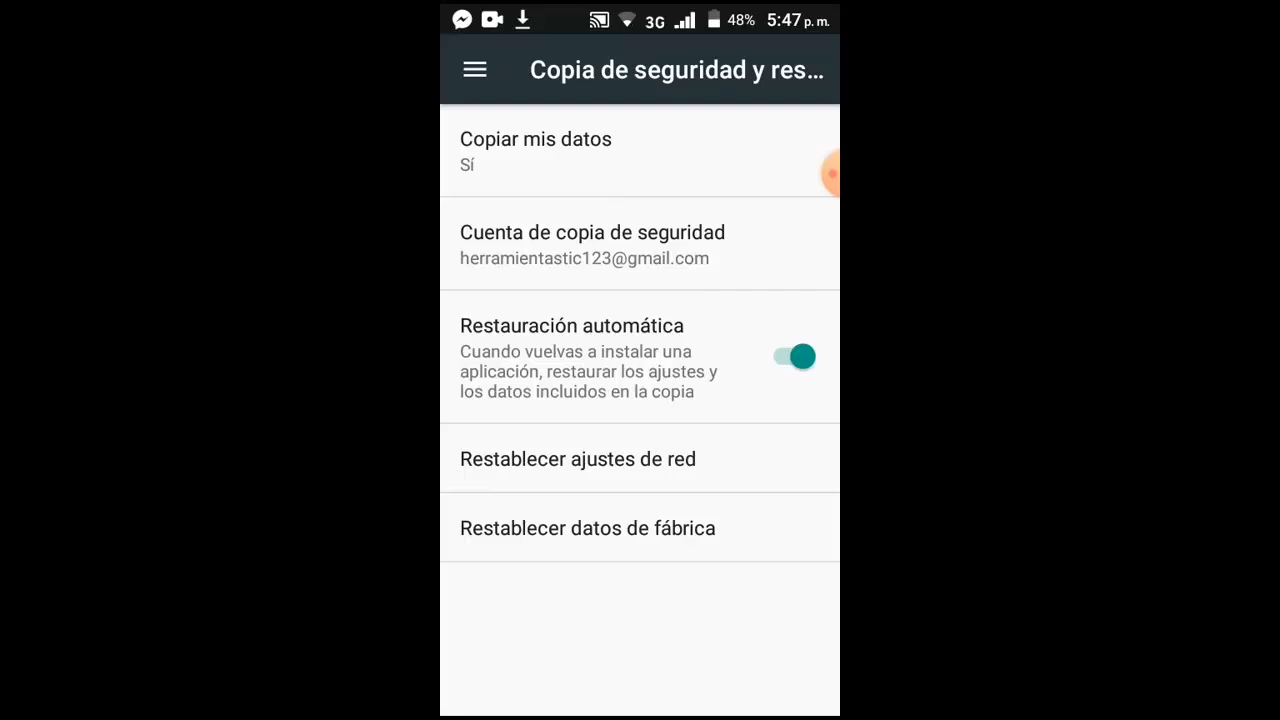 3G 48% 5:47 p. m.
Copia de seguridad y res...
Copiar mis datos
Sí
Cuenta de copia de seguridad
herramientastic123@gmail.com
Restauración automática
Cuando vuelvas a instalar una
aplicación, restaurar los ajustes y
los datos incluidos en la copia
Restablecer ajustes de red
Restablecer datos de fábrica